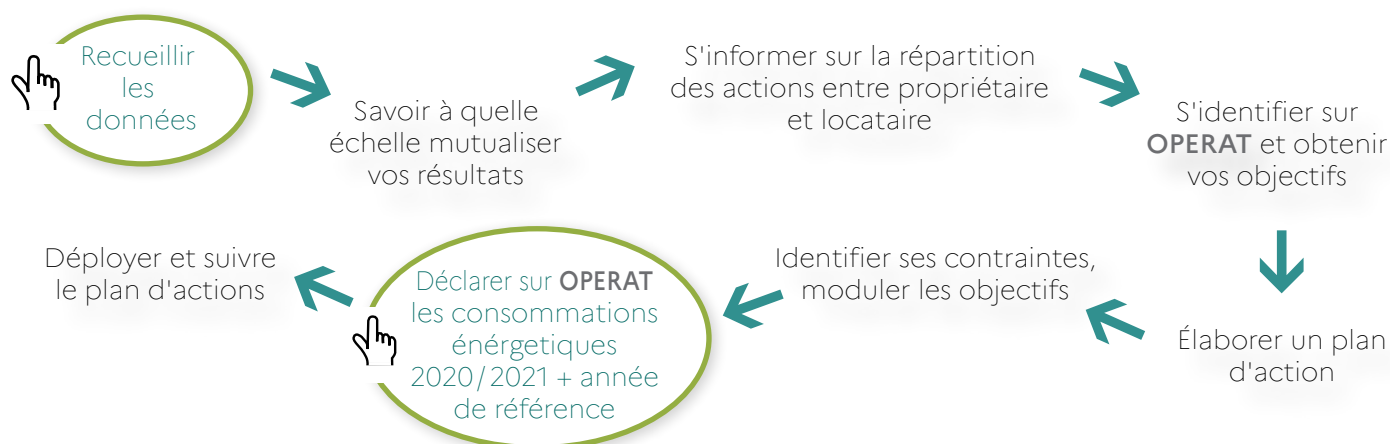 Recueillir
les
données
Savoir à quelle
échelle mutualiser
vos résultats
S'informer sur la répartition
des actions entre propriétaire
et locataire
S'identifier sur
OPERAT et obtenir
vos objectifs
Élaborer un plan
d'action
Identifier ses contraintes,
moduler les objectifs
Déclarer sur OPERAT
les consommations
énérgetiques
2020/2021 + année
de référence
Déployer et suivre
le plan d'actions